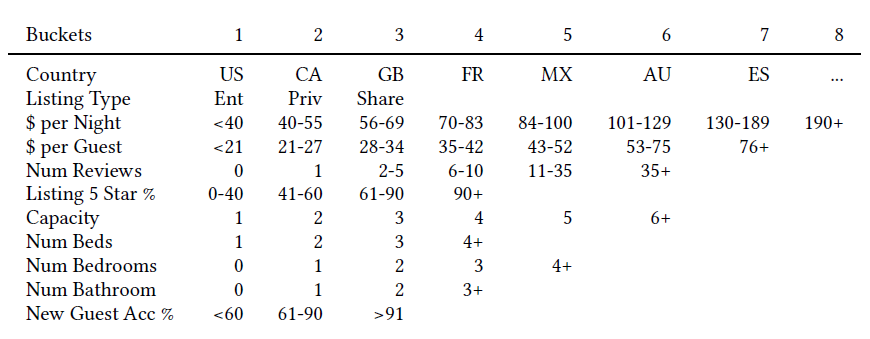 Buckets 1 2 3 4 5 6 7 8
Country US CA GB FR MX AU ES ...
Listing Type Ent Priv Share
$ per Night <40 40-55 56-69 70-83 84-100 101-129 130-189 190+
$ per Guest <21 21-27 28-34 35-42 43-52 53-75 76+
Num Reviews 0 1 2-5 6-10 11-35 35+
Listing 5 Star % 0-40 41-60 61-90 90+
Capacity 1 2 3 4 5 6+
Num Beds 1 2 3 4+
Num Bedrooms 0 1 2 3 4+
Num Bathroom 0 1 2 3+
New Guest Acc % <60 61-90 >91